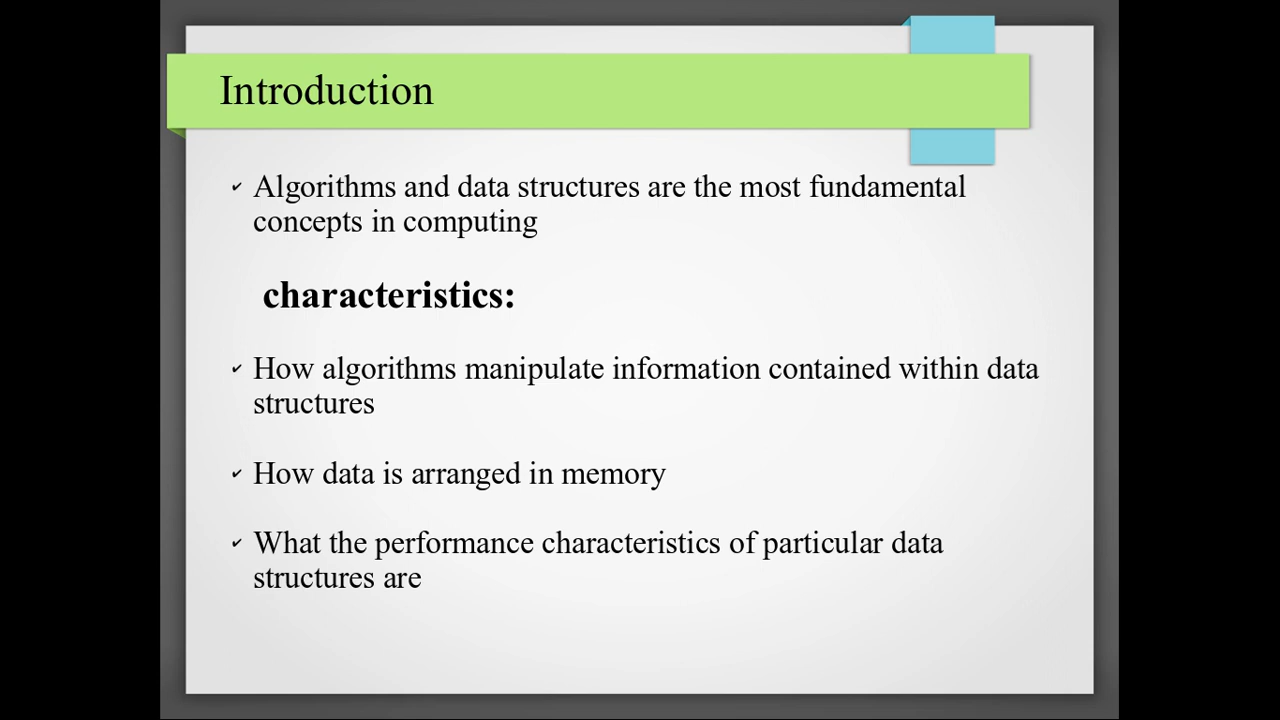 Introduction
✔ Algorithms and data structures are the most fundamental
concepts in computing
characteristics:
✔ How algorithms manipulate information contained within data
structures
✔ How data is arranged in memory
✔ What the performance characteristics of particular data
structures are